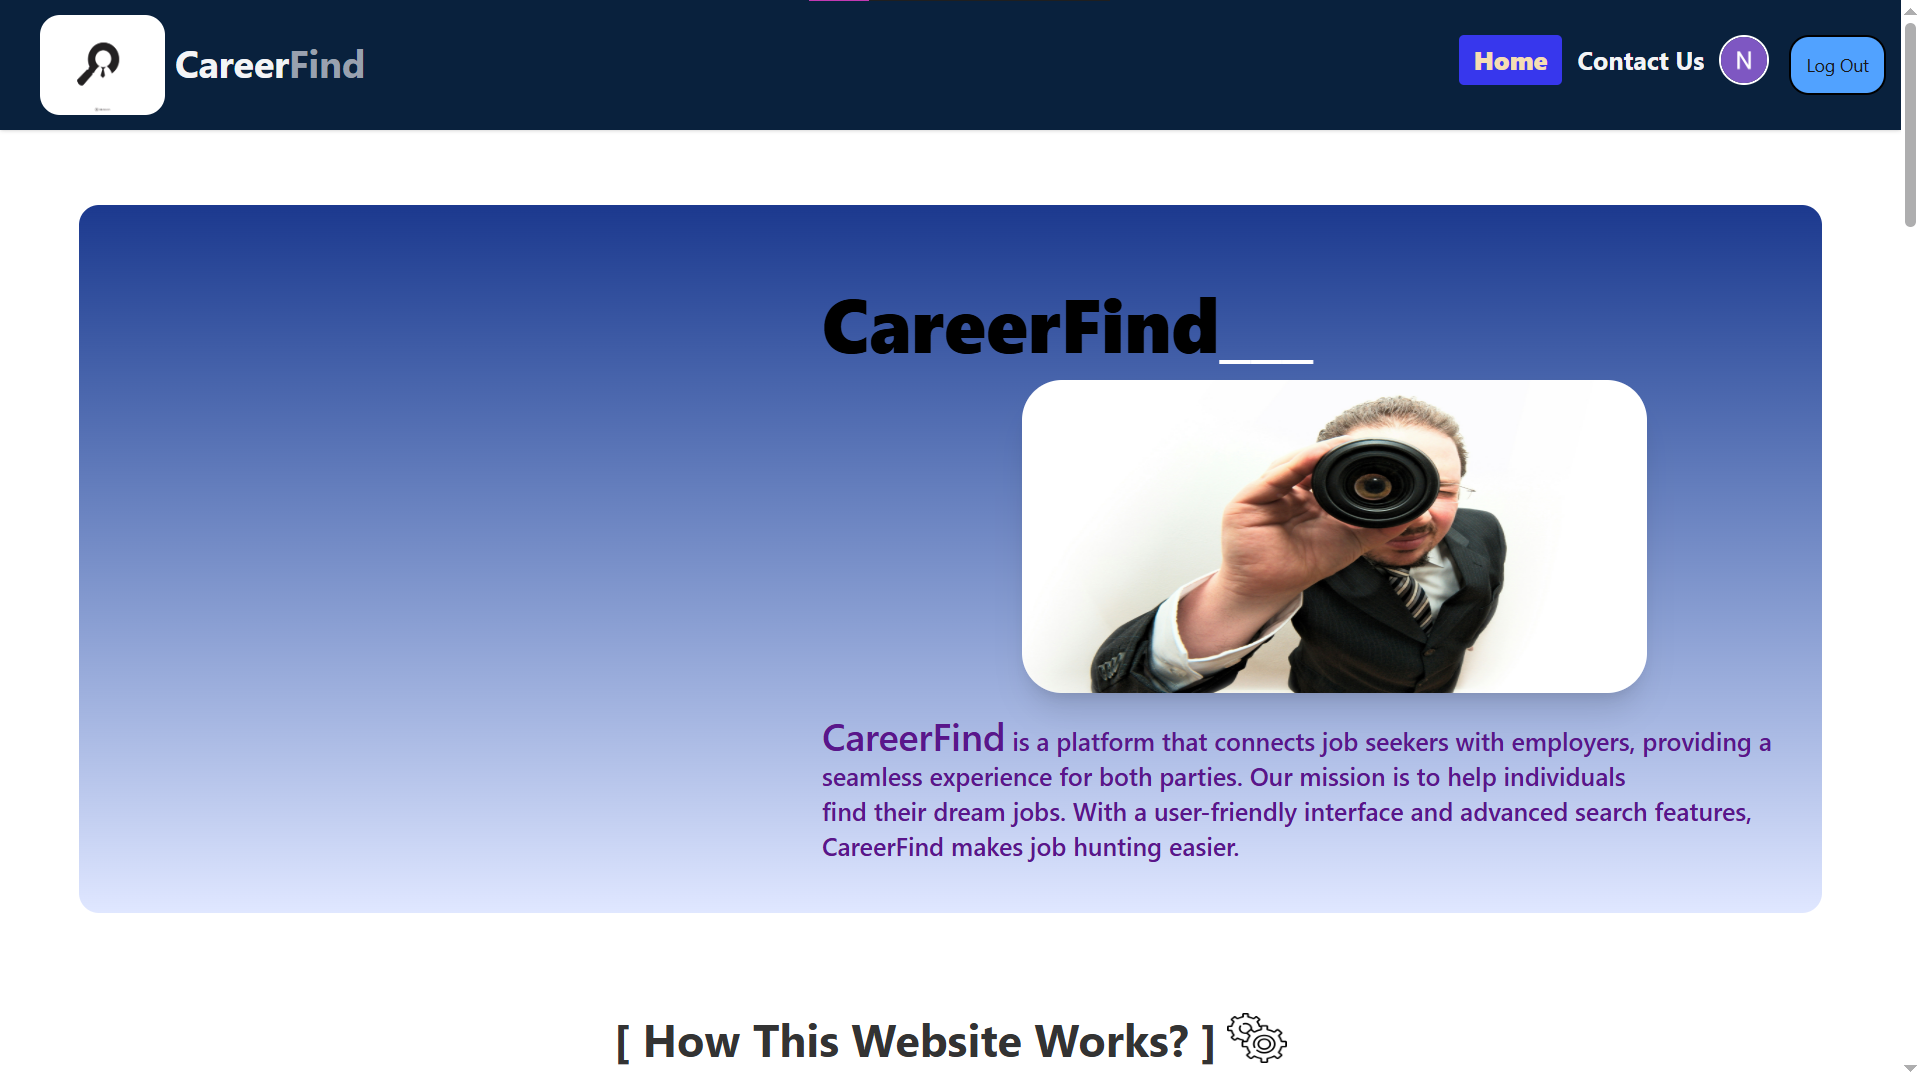 CareerFind
Home
Contact Us
N
Log Out
CareerFind___
CareerFind is a platform that connects job seekers with employers, providing a
seamless experience for both parties. Our mission is to help individuals
find their dream jobs. With a user-friendly interface and advanced search features,
CareerFind makes job hunting easier.
[ How This Website Works? ]